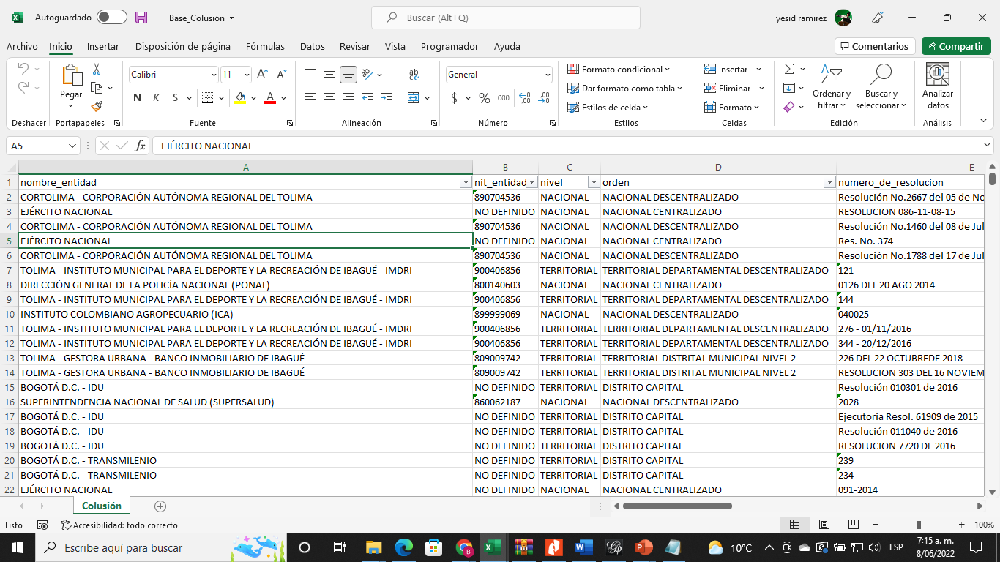 Autoguardado
Base_Colusión
Buscar (Alt+Q)
yesid ramirez
Archivo Inicio Insertar Disposición de página Fórmulas Datos Revisar Vista Programador Ayuda Comentarios Compartir
Pegar
Calibri 11
N K S A
ab
General
$ % 000
Formato condicional
Dar formato como tabla
Estilos de celda
Insertar
Eliminar
Formato
Ordenar y filtrar
Buscar y seleccionar
Analizar datos
Deshacer Portapapeles Fuente Alineación Número Estilos Celdas Edición Análisis
A5 fx EJÉRCITO NACIONAL
A B C D E
1 nombre_entidad nit_entidad nivel orden numero_de_resolucion
2 CORTOLIMA - CORPORACIÓN AUTÓNOMA REGIONAL DEL TOLIMA 890704536 NACIONAL NACIONAL DESCENTRALIZADO Resolución No.2667 del 05 de No
3 EJÉRCITO NACIONAL NO DEFINIDO NACIONAL NACIONAL CENTRALIZADO RESOLUCION 086-11-08-15
4 CORTOLIMA - CORPORACIÓN AUTÓNOMA REGIONAL DEL TOLIMA 890704536 NACIONAL NACIONAL DESCENTRALIZADO Resolución No.1460 del 08 de Jul
5 EJÉRCITO NACIONAL NO DEFINIDO NACIONAL NACIONAL CENTRALIZADO Res. No. 374
6 CORTOLIMA - CORPORACIÓN AUTÓNOMA REGIONAL DEL TOLIMA 890704536 NACIONAL NACIONAL DESCENTRALIZADO Resolución No.1788 del 17 de Jul
7 TOLIMA - INSTITUTO MUNICIPAL PARA EL DEPORTE Y LA RECREACIÓN DE IBAGUÉ - IMDRI 900406856 TERRITORIAL TERRITORIAL DEPARTAMENTAL DESCENTRALIZADO 121
8 DIRECCIÓN GENERAL DE LA POLICÍA NACIONAL (PONAL) 800140603 NACIONAL NACIONAL CENTRALIZADO 0126 DEL 20 AGO 2014
9 TOLIMA - INSTITUTO MUNICIPAL PARA EL DEPORTE Y LA RECREACIÓN DE IBAGUÉ - IMDRI 900406856 TERRITORIAL TERRITORIAL DEPARTAMENTAL DESCENTRALIZADO 144
10 INSTITUTO COLOMBIANO AGROPECUARIO (ICA) 899999069 NACIONAL NACIONAL DESCENTRALIZADO 040025
11 TOLIMA - INSTITUTO MUNICIPAL PARA EL DEPORTE Y LA RECREACIÓN DE IBAGUÉ - IMDRI 900406856 TERRITORIAL TERRITORIAL DEPARTAMENTAL DESCENTRALIZADO 276 - 01/11/2016
12 TOLIMA - INSTITUTO MUNICIPAL PARA EL DEPORTE Y LA RECREACIÓN DE IBAGUÉ - IMDRI 900406856 TERRITORIAL TERRITORIAL DEPARTAMENTAL DESCENTRALIZADO 344 - 20/12/2016
13 TOLIMA - GESTORA URBANA - BANCO INMOBILIARIO DE IBAGUÉ 809009742 TERRITORIAL TERRITORIAL DISTRITAL MUNICIPAL NIVEL 2 226 DEL 22 OCTUBREDE 2018
14 TOLIMA - GESTORA URBANA - BANCO INMOBILIARIO DE IBAGUÉ 809009742 TERRITORIAL TERRITORIAL DISTRITAL MUNICIPAL NIVEL 2 RESOLUCION 303 DEL 16 NOVIEM
15 BOGOTÁ D.C. - IDU NO DEFINIDO TERRITORIAL DISTRITO CAPITAL Resolución 010301 de 2016
16 SUPERINTENDENCIA NACIONAL DE SALUD (SUPERSALUD) 860062187 NACIONAL NACIONAL DESCENTRALIZADO 2028
17 BOGOTÁ D.C. - IDU NO DEFINIDO TERRITORIAL DISTRITO CAPITAL Ejecutoria Resol. 61909 de 2015
18 BOGOTÁ D.C. - IDU NO DEFINIDO TERRITORIAL DISTRITO CAPITAL Resolución 011040 de 2016
19 BOGOTÁ D.C. - IDU NO DEFINIDO TERRITORIAL DISTRITO CAPITAL RESOLUCION 7720 DE 2016
20 BOGOTÁ D.C. - TRANSMILENIO NO DEFINIDO TERRITORIAL DISTRITO CAPITAL 239
21 BOGOTÁ D.C. - TRANSMILENIO NO DEFINIDO TERRITORIAL DISTRITO CAPITAL 234
22 EJÉRCITO NACIONAL NO DEFINIDO NACIONAL NACIONAL CENTRALIZADO 091-2014
Colusión
Listo Accesibilidad: todo correcto 100%
Escribe aquí para buscar 10°C ESP 7:15 a. m.
8/06/2022